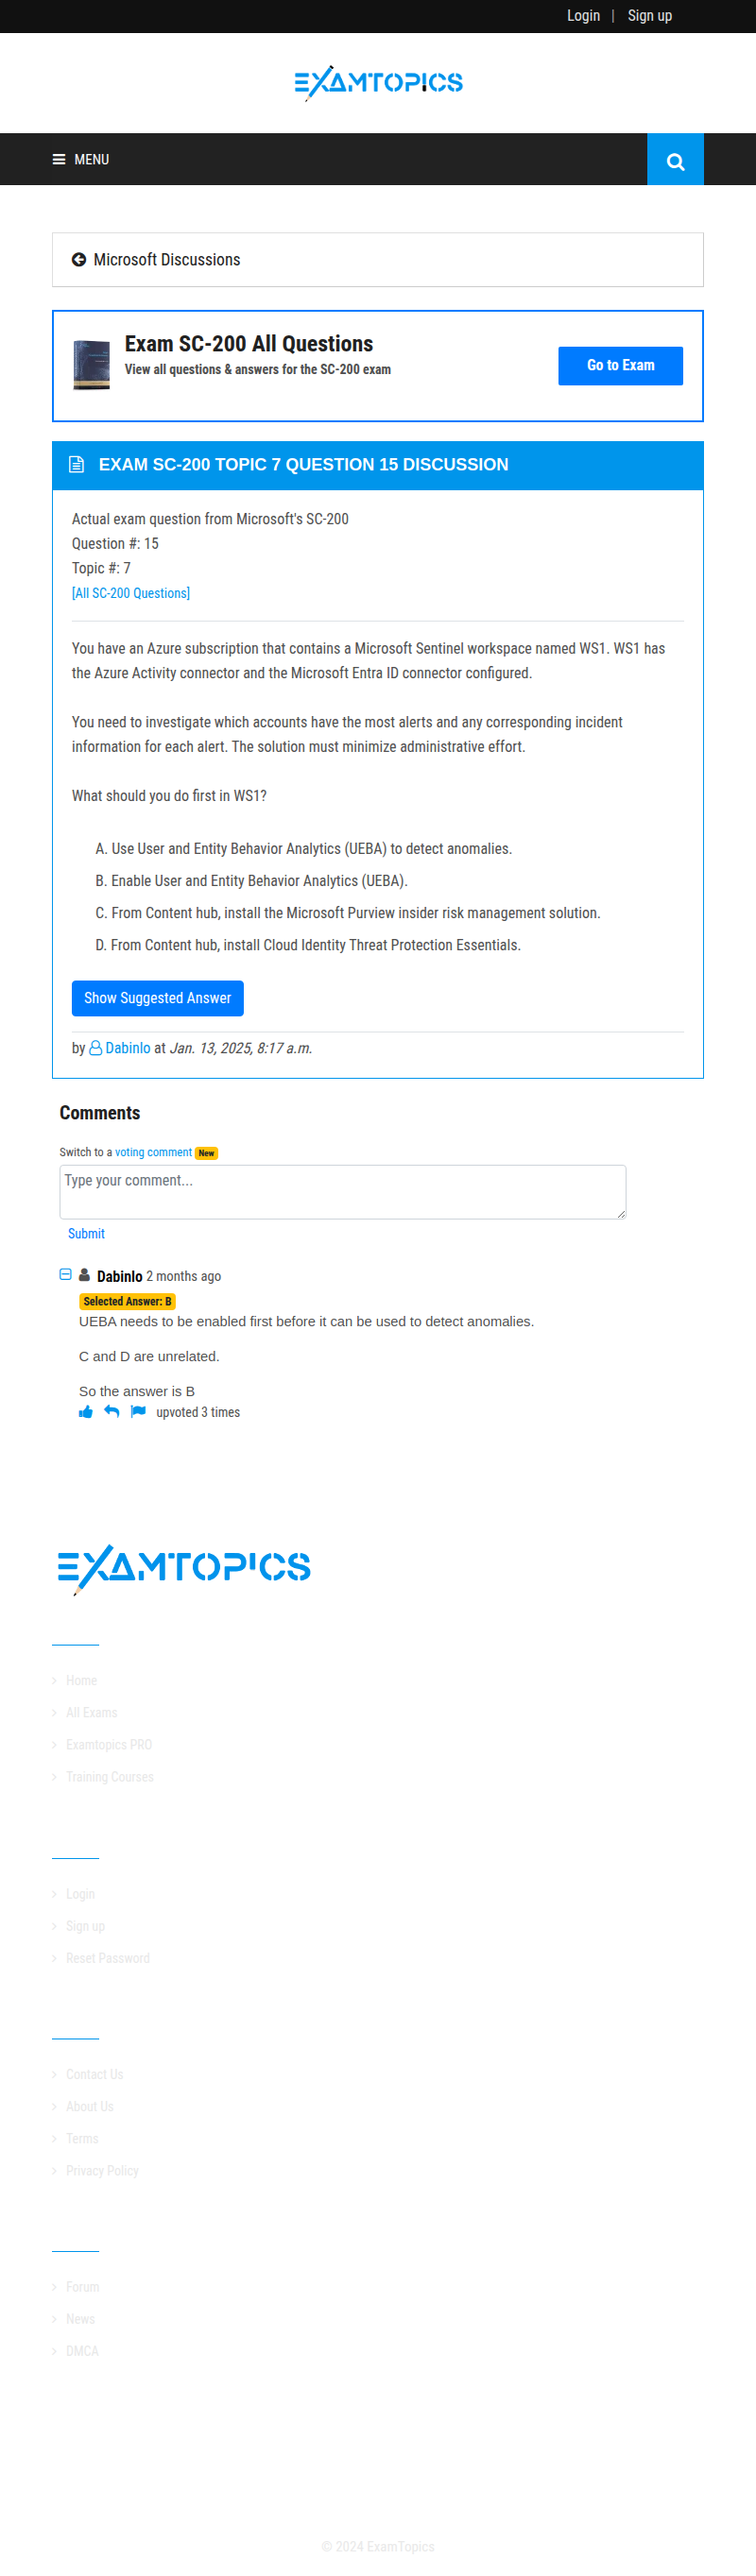 Login | Sign up
EXAMTOPICS
MENU
Microsoft Discussions
Exam SC-200 All Questions
View all questions & answers for the SC-200 exam
Go to Exam
EXAM SC-200 TOPIC 7 QUESTION 15 DISCUSSION
Actual exam question from Microsoft's SC-200
Question #: 15
Topic #: 7
[All SC-200 Questions]
You have an Azure subscription that contains a Microsoft Sentinel workspace named WS1. WS1 has
the Azure Activity connector and the Microsoft Entra ID connector configured.
You need to investigate which accounts have the most alerts and any corresponding incident
information for each alert. The solution must minimize administrative effort.
What should you do first in WS1?
A. Use User and Entity Behavior Analytics (UEBA) to detect anomalies.
B. Enable User and Entity Behavior Analytics (UEBA).
C. From Content hub, install the Microsoft Purview insider risk management solution.
D. From Content hub, install Cloud Identity Threat Protection Essentials.
Show Suggested Answer
by Dabinlo at Jan. 13, 2025, 8:17 a.m.
Comments
Switch to a voting comment New
Type your comment...
Submit
Dabinlo 2 months ago
Selected Answer: B
UEBA needs to be enabled first before it can be used to detect anomalies.
C and D are unrelated.
So the answer is B
upvoted 3 times
EXAMTOPICS
Home
All Exams
Examtopics PRO
Training Courses
Login
Sign up
Reset Password
Contact Us
About Us
Terms
Privacy Policy
Forum
News
DMCA
© 2024 ExamTopics